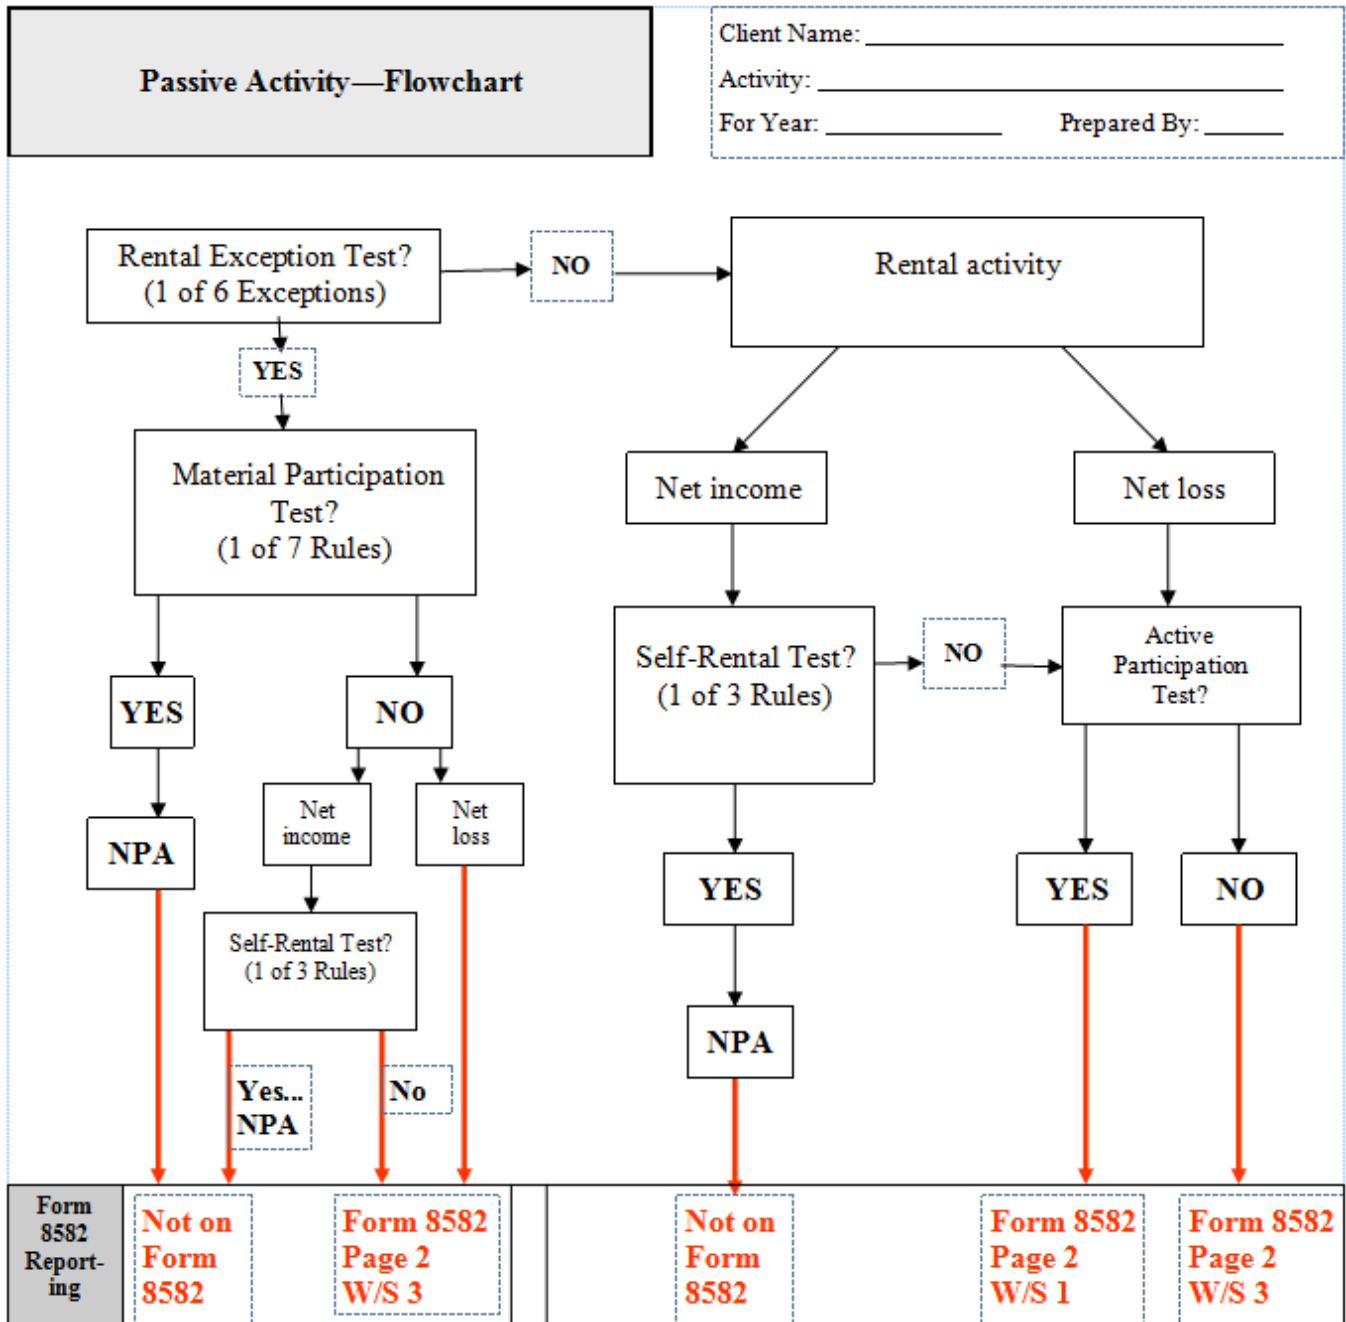 Passive Activity—Flowchart
Client Name:
Activity:
For Year: Prepared By:
Rental Exception Test?
(1 of 6 Exceptions)
NO
Rental activity
YES
Material Participation
Test?
(1 of 7 Rules)
Net income
Net loss
YES
NO
Self-Rental Test?
(1 of 3 Rules)
NO
Active
Participation
Test?
Net
income
Net
loss
NPA
YES
YES
NO
Self-Rental Test?
(1 of 3 Rules)
NPA
Yes...
NPA
No
Form
8582
Report-
ing
Not on
Form
8582
Form 8582
Page 2
W/S 3
Not on
Form
8582
Form 8582
Page 2
W/S 1
Form 8582
Page 2
W/S 3